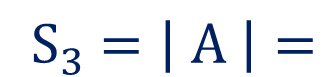 S₃ = | A | =